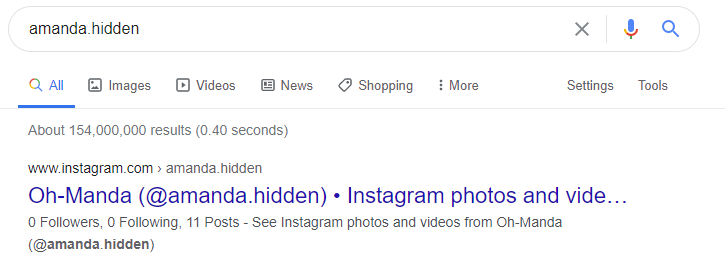 amanda.hidden
All Images Videos News Shopping More Settings Tools
About 154,000,000 results (0.40 seconds)
www.instagram.com › amanda.hidden
Oh-Manda (@amanda.hidden) • Instagram photos and vide…
0 Followers, 0 Following, 11 Posts - See Instagram photos and videos from Oh-Manda
(@amanda.hidden)